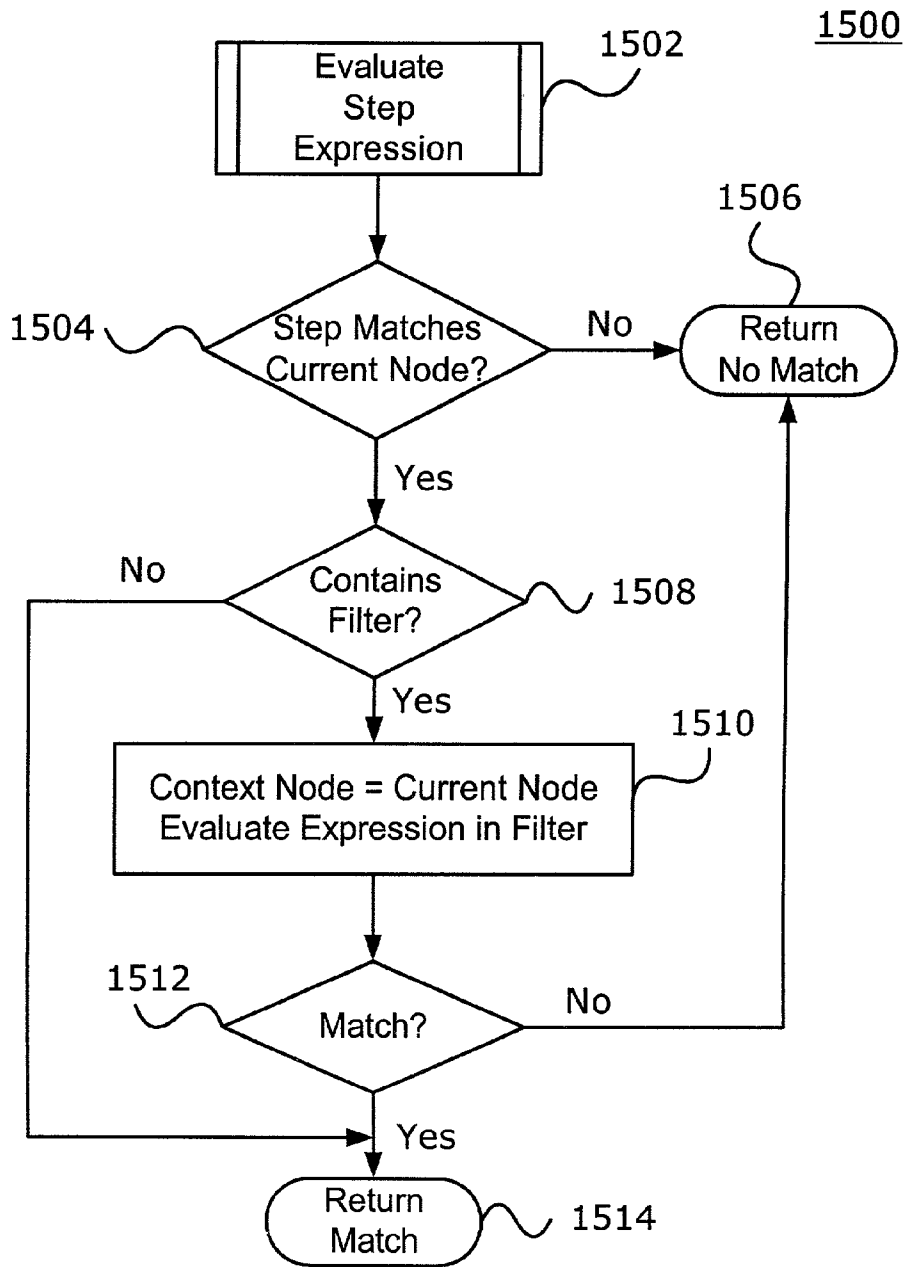 1500
1502
Evaluate
Step
Expression
1506
1504
Step Matches
Current Node?
No
Return
No Match
Yes
No
Contains
Filter?
1508
Yes
1510
Context Node = Current Node
Evaluate Expression in Filter
1512
Match?
No
Yes
Return
Match
1514